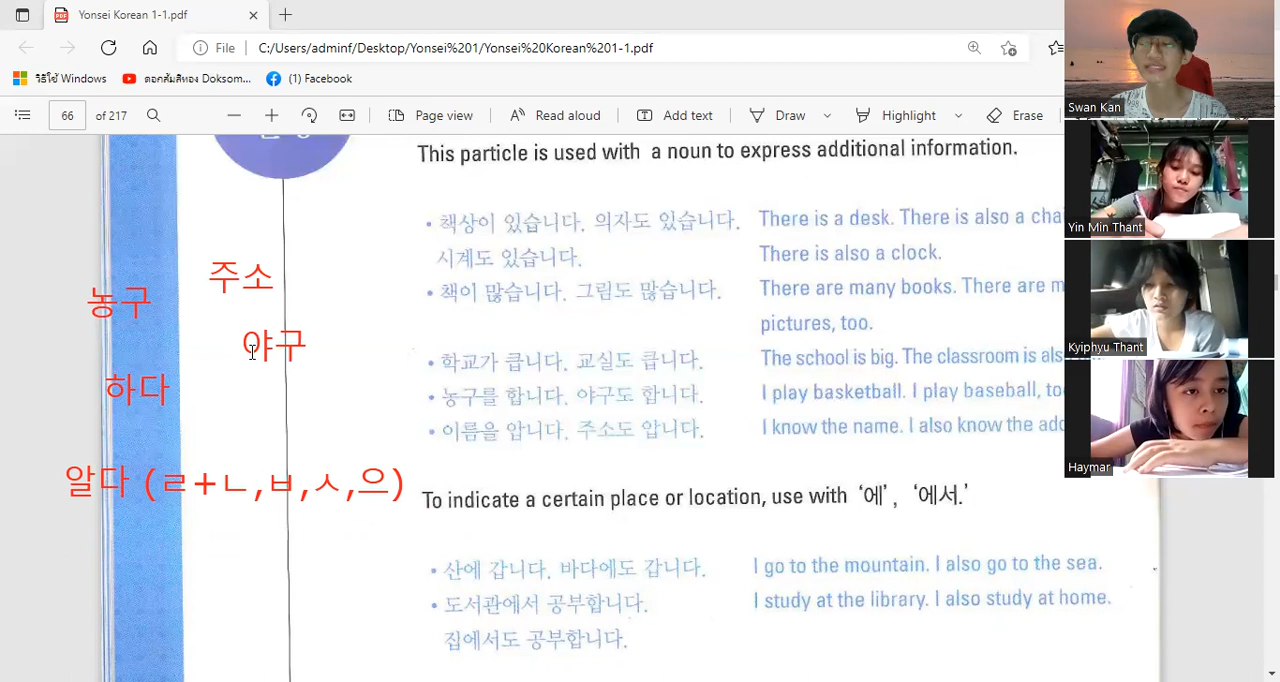 Yonsei Korean 1-1.pdf
File C:/Users/adminf/Desktop/Yonsei%201/Yonsei%20Korean%201-1.pdf
วิธีใช้ Windows ดอกส้มสีทอง Doksom... (1) Facebook
66 of 217 Page view Read aloud Add text Draw Highlight Erase
This particle is used with a noun to express additional information.
• 책상이 있습니다. 의자도 있습니다. There is a desk. There is also a
시계도 있습니다. There is also a clock.
• 책이 많습니다. 그림도 많습니다. There are many books. There are
pictures, too.
• 학교가 큽니다. 교실도 큽니다. The school is big. The classroom is
• 농구를 합니다. 야구도 합니다. I play basketball. I play baseball,
• 이름을 압니다. 주소도 압니다. I know the name. I also know the
To indicate a certain place or location, use with ‘에’, ‘에서.’
• 산에 갑니다. 바다에도 갑니다. I go to the mountain. I also go to the sea.
• 도서관에서 공부합니다. I study at the library. I also study at home.
집에서도 공부합니다.
주소
농구
야구
하다
알다 (ㄹ+ㄴ,ㅂ,ㅅ,으)
Swan Kan
Yin Min Thant
Kyiphyu Thant
Haymar